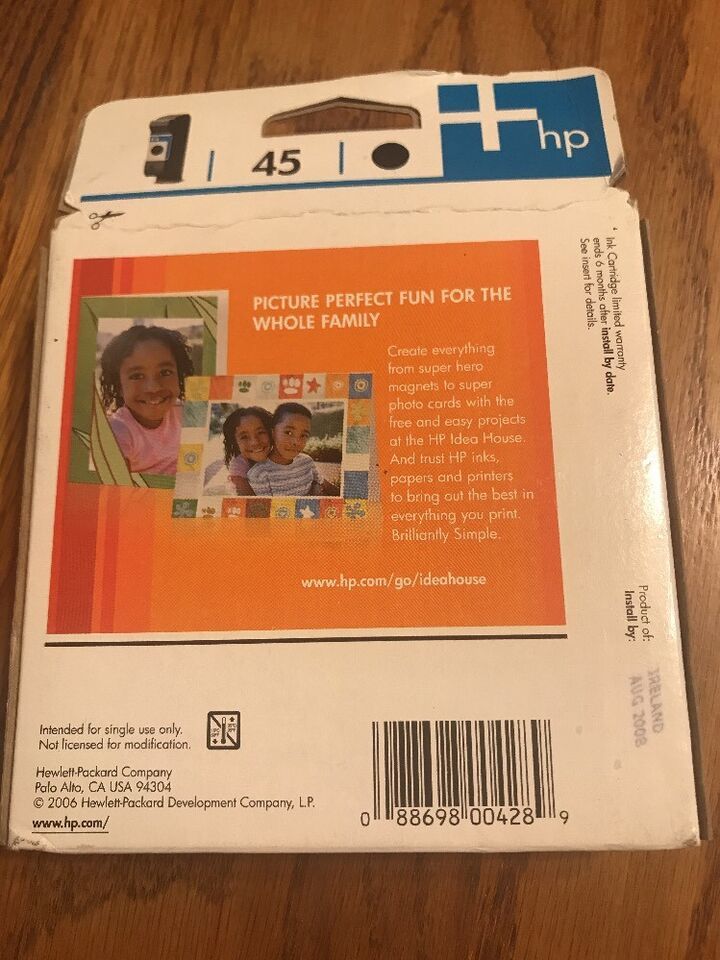 45
hp
* Ink Cartridge limited warranty
ends 6 months after install by date.
See insert for details.
PICTURE PERFECT FUN FOR THE
WHOLE FAMILY
Create everything
from super hero
magnets to super
photo cards with the
free and easy projects
at the HP Idea House.
And trust HP inks,
papers and printers
to bring out the best in
everything you print.
Brilliantly Simple.
www.hp.com/go/ideahouse
Product of: IRELAND
Install by: AUG 2008
Intended for single use only.
Not licensed for modification.
Hewlett-Packard Company
Palo Alto, CA USA 94304
© 2006 Hewlett-Packard Development Company, L.P.
www.hp.com/
0 88698 00428 9